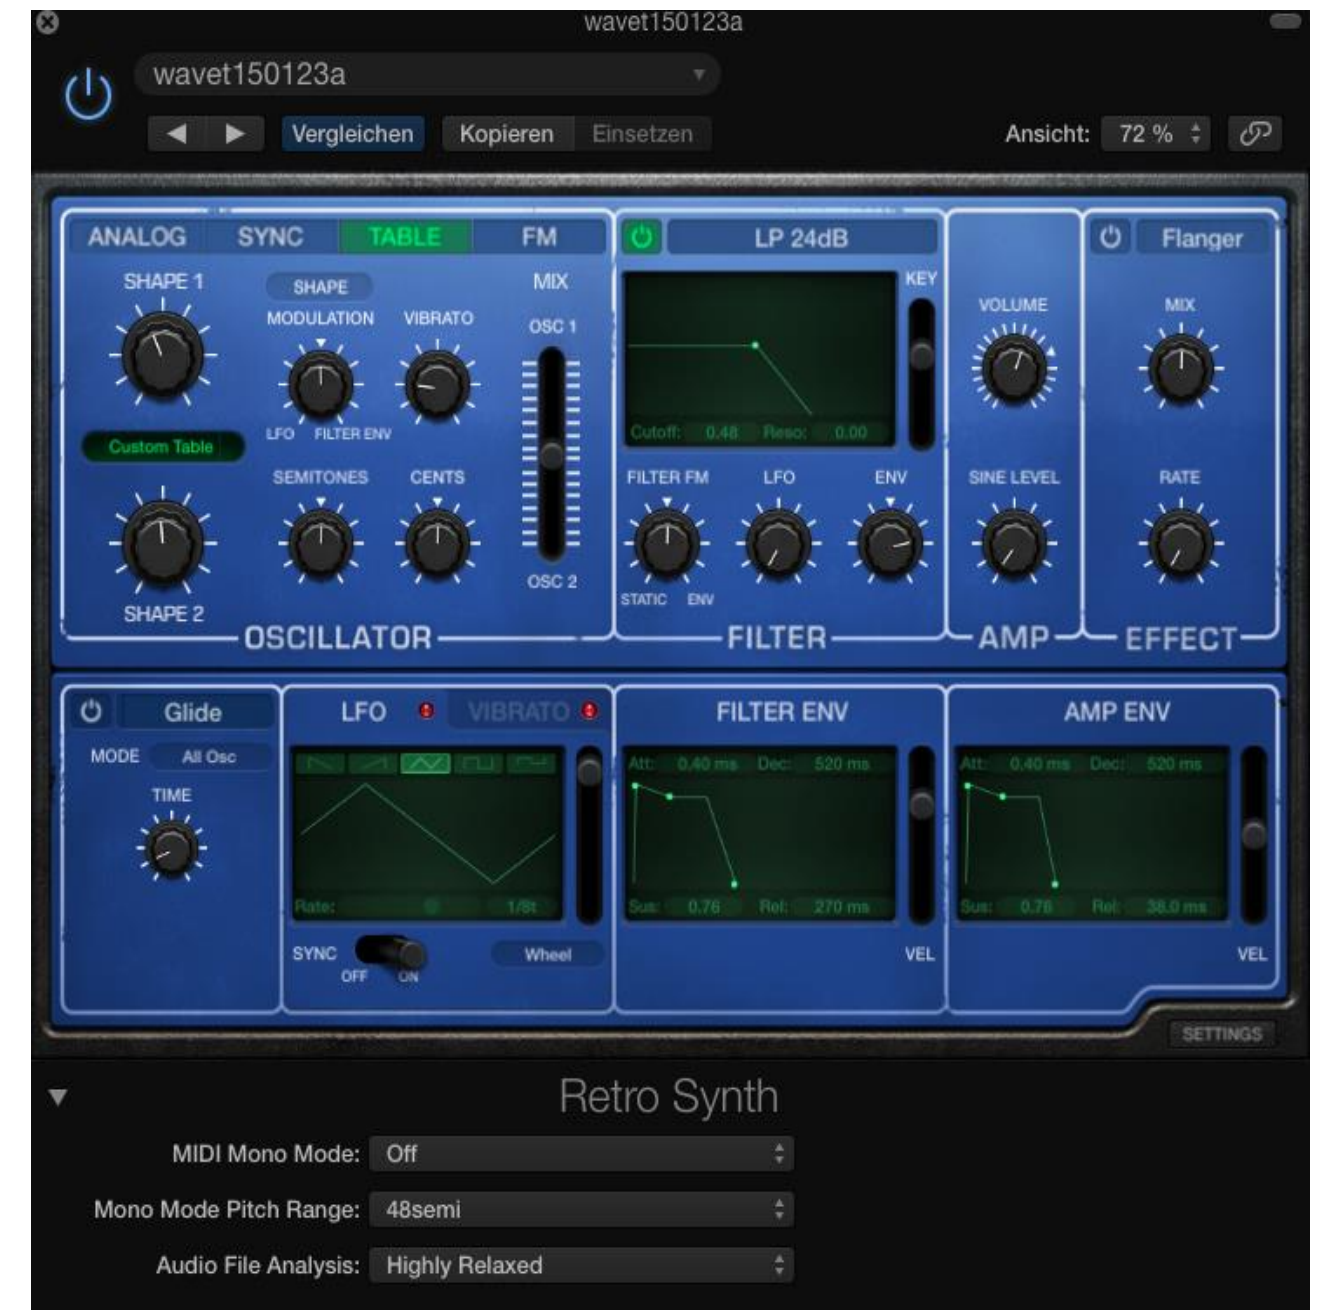 wavet150123a
wavet150123a
Vergleichen Kopieren Einsetzen Ansicht: 72 %
ANALOG SYNC TABLE FM LP 24dB Flanger
SHAPE 1 SHAPE MIX KEY
MODULATION VIBRATO OSC 1 VOLUME MIX
LFO FILTER ENV Cutoff: 0.48 Reso: 0.00
Custom Table
SEMITONES CENTS FILTER FM LFO ENV SINE LEVEL RATE
OSC 2
STATIC ENV
SHAPE 2
OSCILLATOR FILTER AMP EFFECT
Glide LFO VIBRATO FILTER ENV AMP ENV
MODE All Osc Att: 0.40 ms Dec: 520 ms Att: 0.40 ms Dec: 520 ms
TIME
Rate: 1/8t Sus: 0.76 Rel: 270 ms Sus: 0.76 Rel: 38.0 ms
SYNC Wheel VEL VEL
OFF ON
SETTINGS
Retro Synth
MIDI Mono Mode: Off
Mono Mode Pitch Range: 48semi
Audio File Analysis: Highly Relaxed